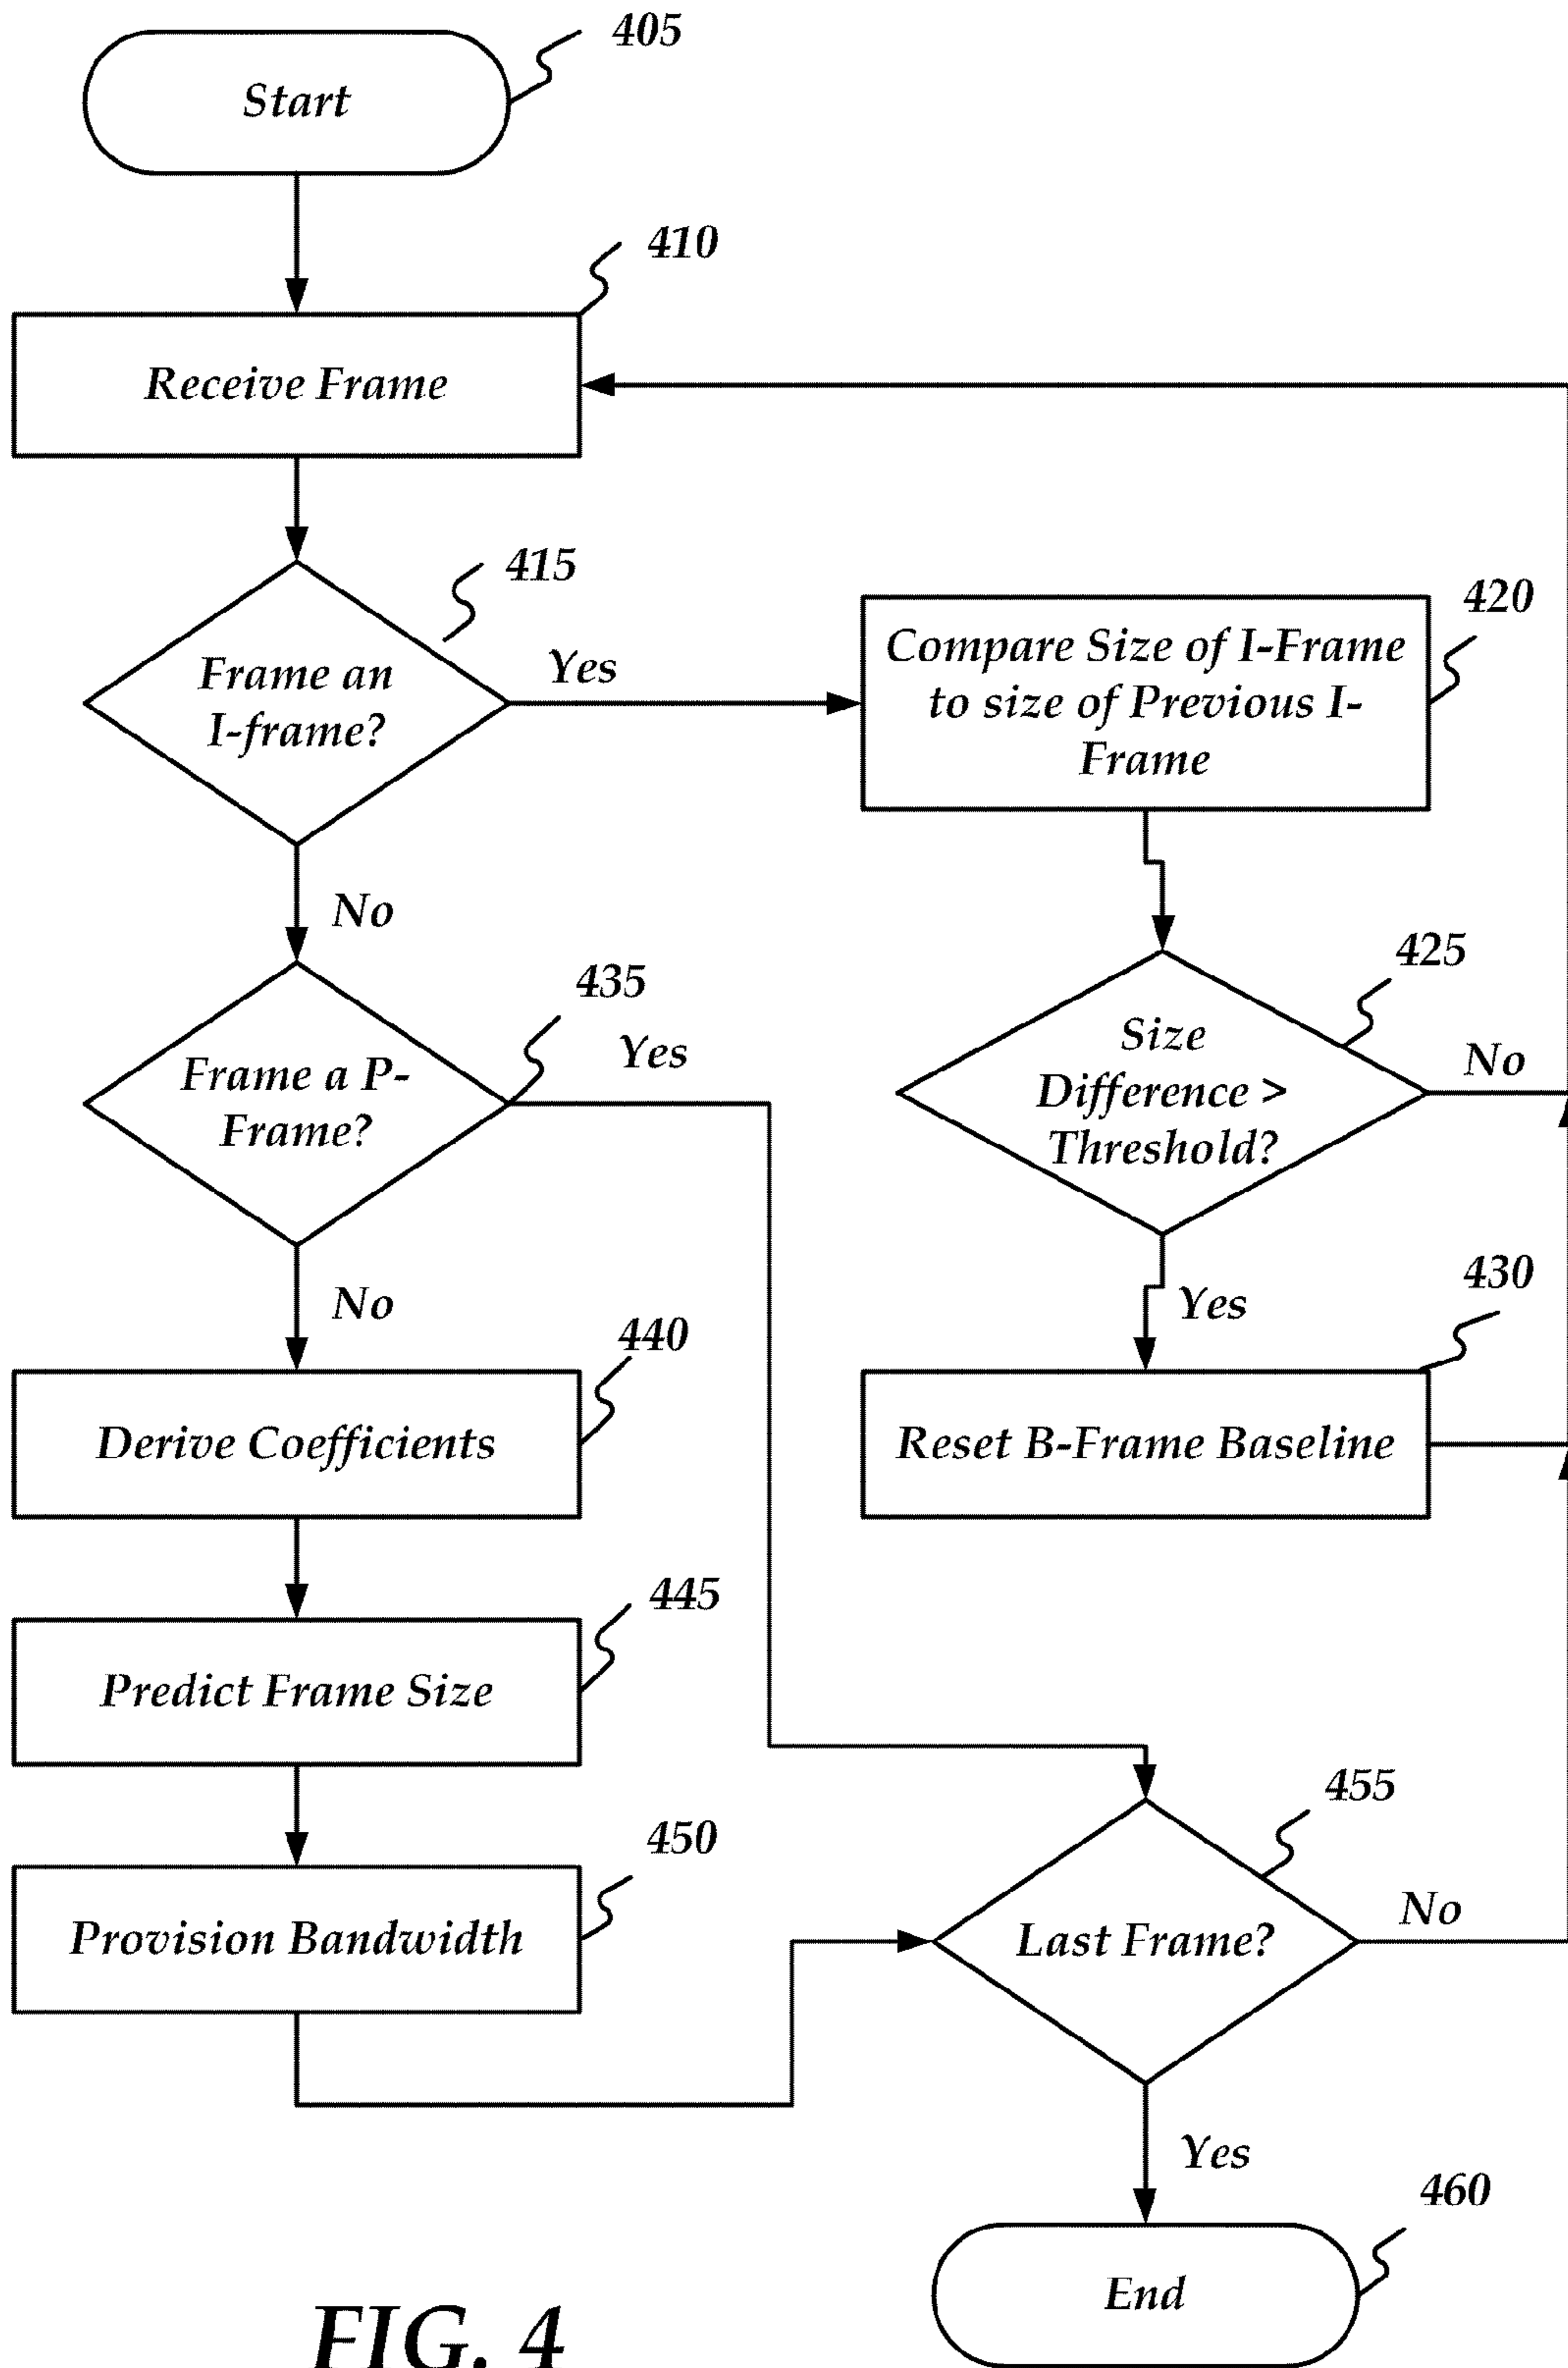 405
Start
410
Receive Frame
415
Frame an
I-frame?
Yes
420
Compare Size of I-Frame
to size of Previous I-
Frame
No
425
Size
Difference >
Threshold?
No
435
Frame a P-
Frame?
Yes
Yes
430
Reset B-Frame Baseline
No
440
Derive Coefficients
445
Predict Frame Size
450
Provision Bandwidth
455
Last Frame?
No
Yes
460
End
FIG. 4